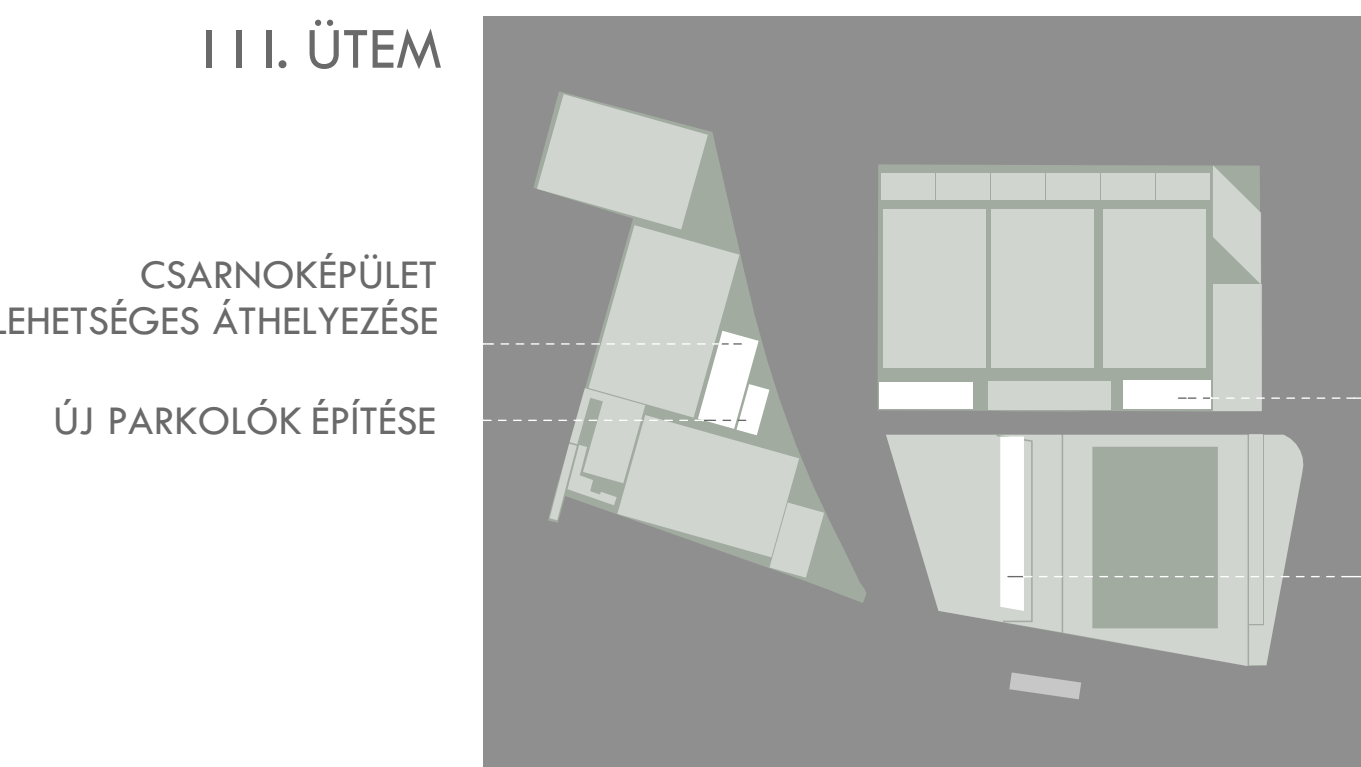 III. ÜTEM
CSARNOKÉPÜLET
LEHETSÉGES ÁTHELYEZÉSE
ÚJ PARKOLÓK ÉPÍTÉSE